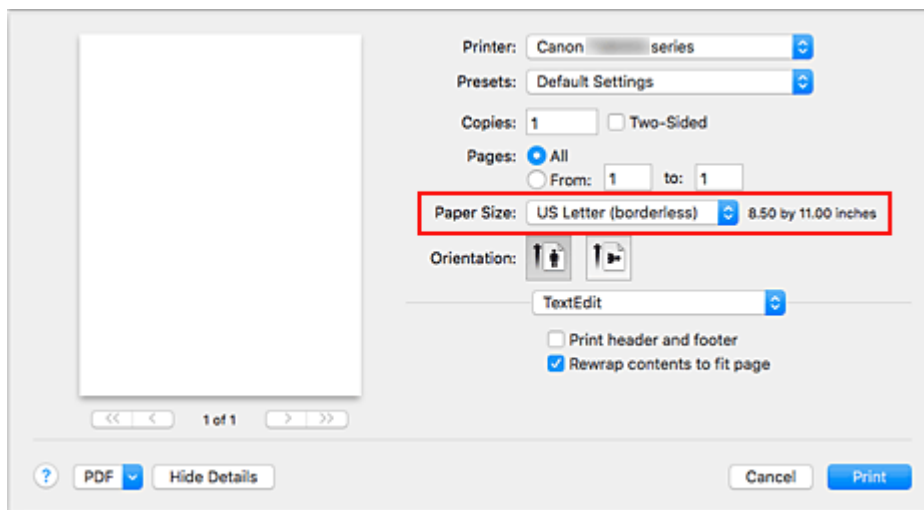 Printer: Canon series
Presets: Default Settings
Copies: 1 Two-Sided
Pages: All
From: 1 to: 1
Paper Size: US Letter (borderless) 8.50 by 11.00 inches
Orientation:
TextEdit
Print header and footer
Rewrap contents to fit page
<< < 1 of 1 > >>
? PDF Hide Details Cancel Print